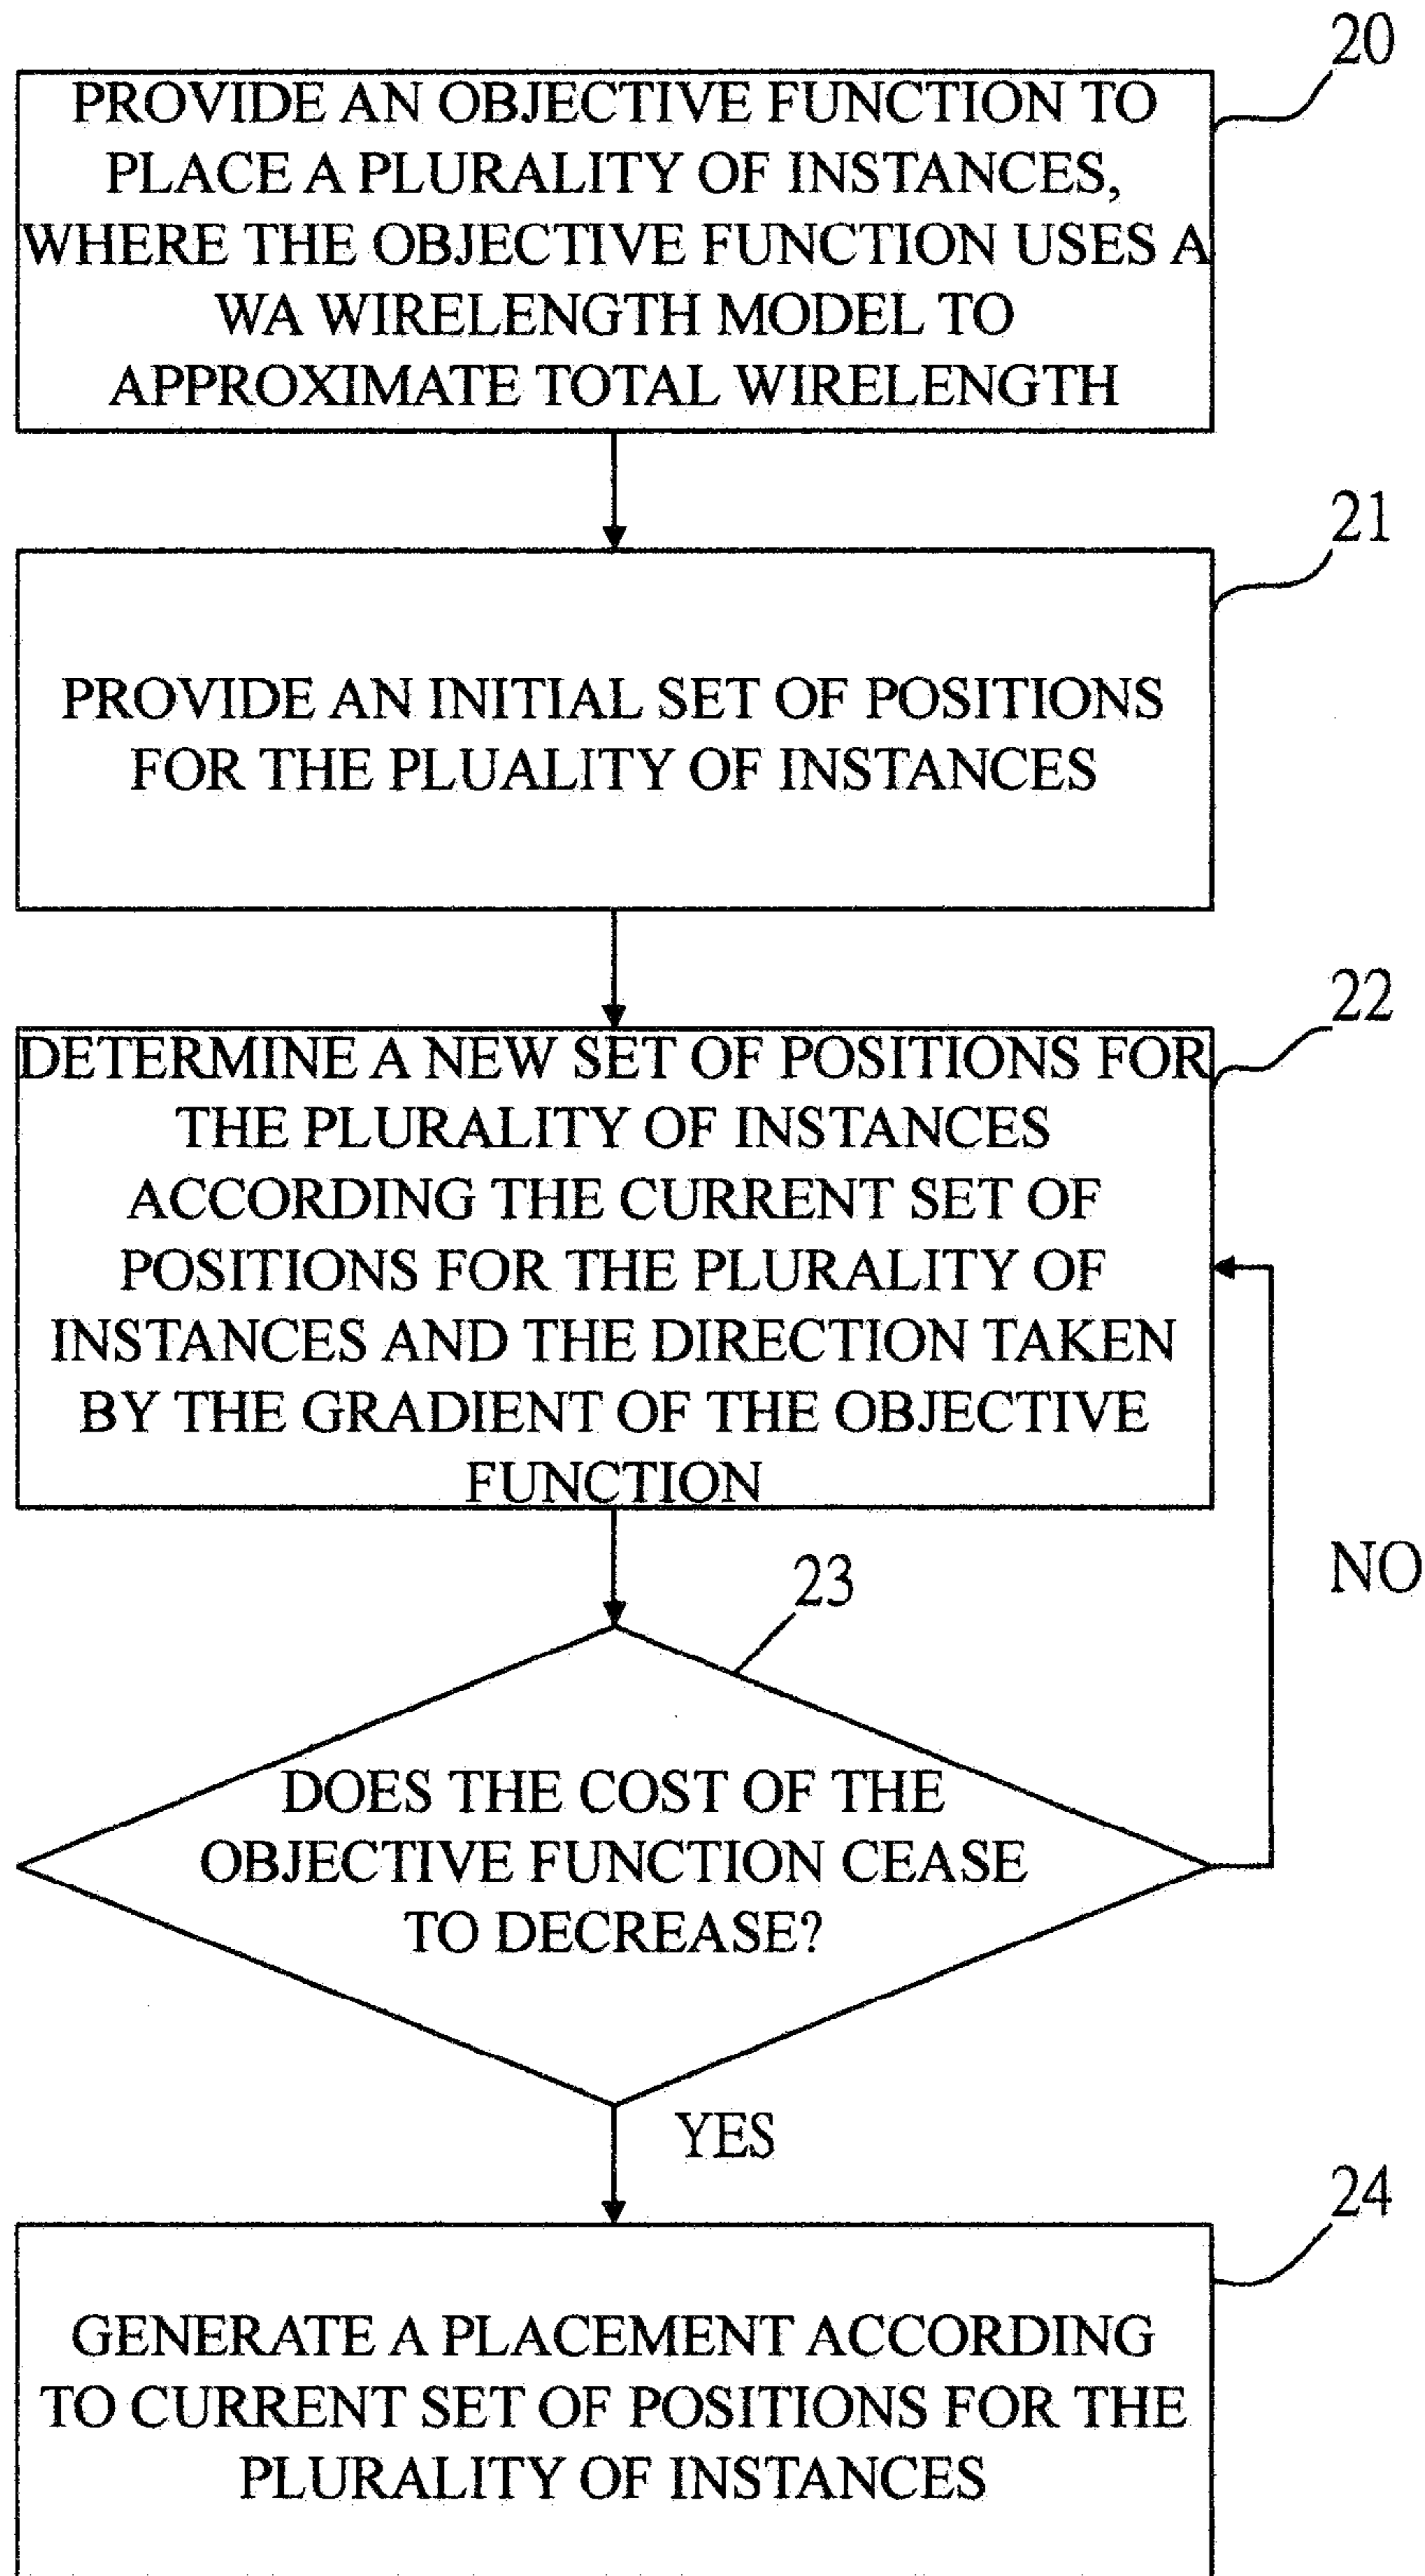 20
PROVIDE AN OBJECTIVE FUNCTION TO
PLACE A PLURALITY OF INSTANCES,
WHERE THE OBJECTIVE FUNCTION USES A
WA WIRELENGTH MODEL TO
APPROXIMATE TOTAL WIRELENGTH
21
PROVIDE AN INITIAL SET OF POSITIONS
FOR THE PLUALITY OF INSTANCES
22
DETERMINE A NEW SET OF POSITIONS FOR
THE PLURALITY OF INSTANCES
ACCORDING THE CURRENT SET OF
POSITIONS FOR THE PLURALITY OF
INSTANCES AND THE DIRECTION TAKEN
BY THE GRADIENT OF THE OBJECTIVE
FUNCTION
NO
23
DOES THE COST OF THE
OBJECTIVE FUNCTION CEASE
TO DECREASE?
YES
24
GENERATE A PLACEMENT ACCORDING
TO CURRENT SET OF POSITIONS FOR THE
PLURALITY OF INSTANCES